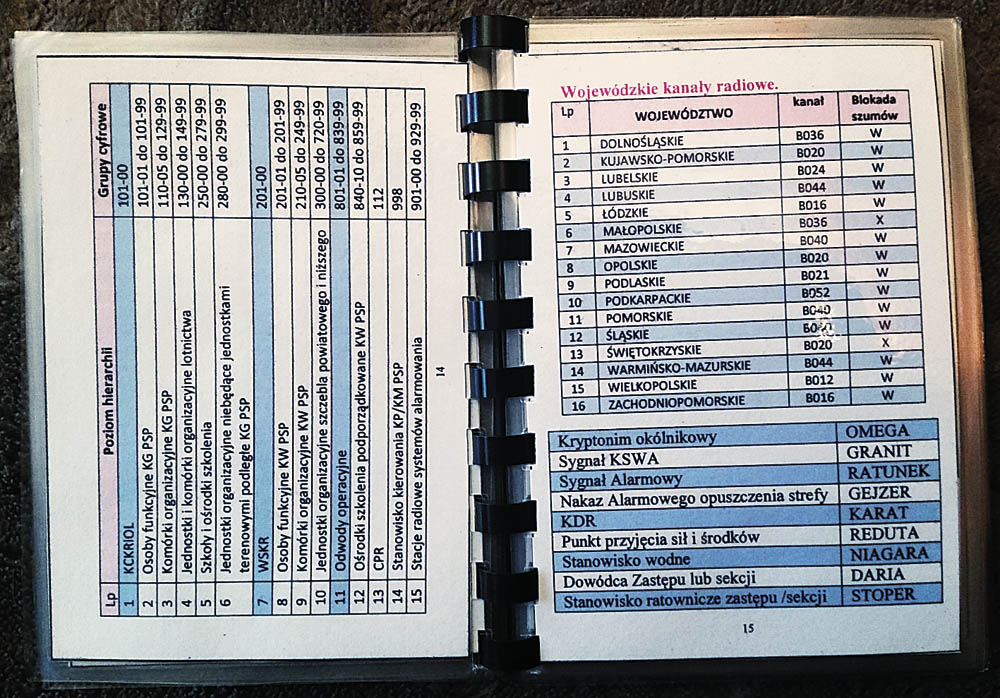 Lp Poziom hierarchii Grupy cyfrowe
1 KCKRIOL 101-00
2 Osoby funkcyjne KG PSP 101-01 do 101-99
3 Komórki organizacyjne KG PSP 110-05 do 129-99
4 Jednostki i komórki organizacyjne lotnictwa 130-00 do 149-99
5 Szkoły i ośrodki szkolenia 250-00 do 279-99
6 Jednostki organizacyjne niebędące jednostkami 280-00 do 299-99
terenowymi podległe KG PSP
7 WSKR 201-00
8 Osoby funkcyjne KW PSP 201-01 do 201-99
9 Komórki organizacyjne KW PSP 210-05 do 249-99
10 Jednostki organizacyjne szczebla powiatowego i niższego 300-00 do 720-99
11 Odwody operacyjne 801-01 do 839-99
12 Ośrodki szkolenia podporządkowane KW PSP 840-10 do 859-99
13 CPR 112
14 Stanowisko kierowania KP/KM PSP 998
15 Stacje radiowe systemów alarmowania 901-00 do 929-99
14
Wojewódzkie kanały radiowe.
Lp WOJEWÓDZTWO kanał Blokada
szumów
1 DOLNOŚLĄSKIE B036 W
2 KUJAWSKO-POMORSKIE B020 W
3 LUBELSKIE B024 W
4 LUBUSKIE B044 W
5 ŁÓDZKIE B016 W
6 MAŁOPOLSKIE B036 X
7 MAZOWIECKIE B040 W
8 OPOLSKIE B020 W
9 PODLASKIE B021 W
10 PODKARPACKIE B052 W
11 POMORSKIE B040 W
12 ŚLĄSKIE W
13 ŚWIĘTOKRZYSKIE B020 X
14 WARMIŃSKO-MAZURSKIE B044 W
15 WIELKOPOLSKIE B012 W
16 ZACHODNIOPOMORSKIE B016 W
Kryptonim okólnikowy OMEGA
Sygnał KSWA GRANIT
Sygnał Alarmowy RATUNEK
Nakaz Alarmowego opuszczenia strefy GEJZER
KDR KARAT
Punkt przyjęcia sił i środków REDUTA
Stanowisko wodne NIAGARA
Dowódca Zastępu lub sekcji DARIA
Stanowisko ratownicze zastępu /sekcji STOPER
15